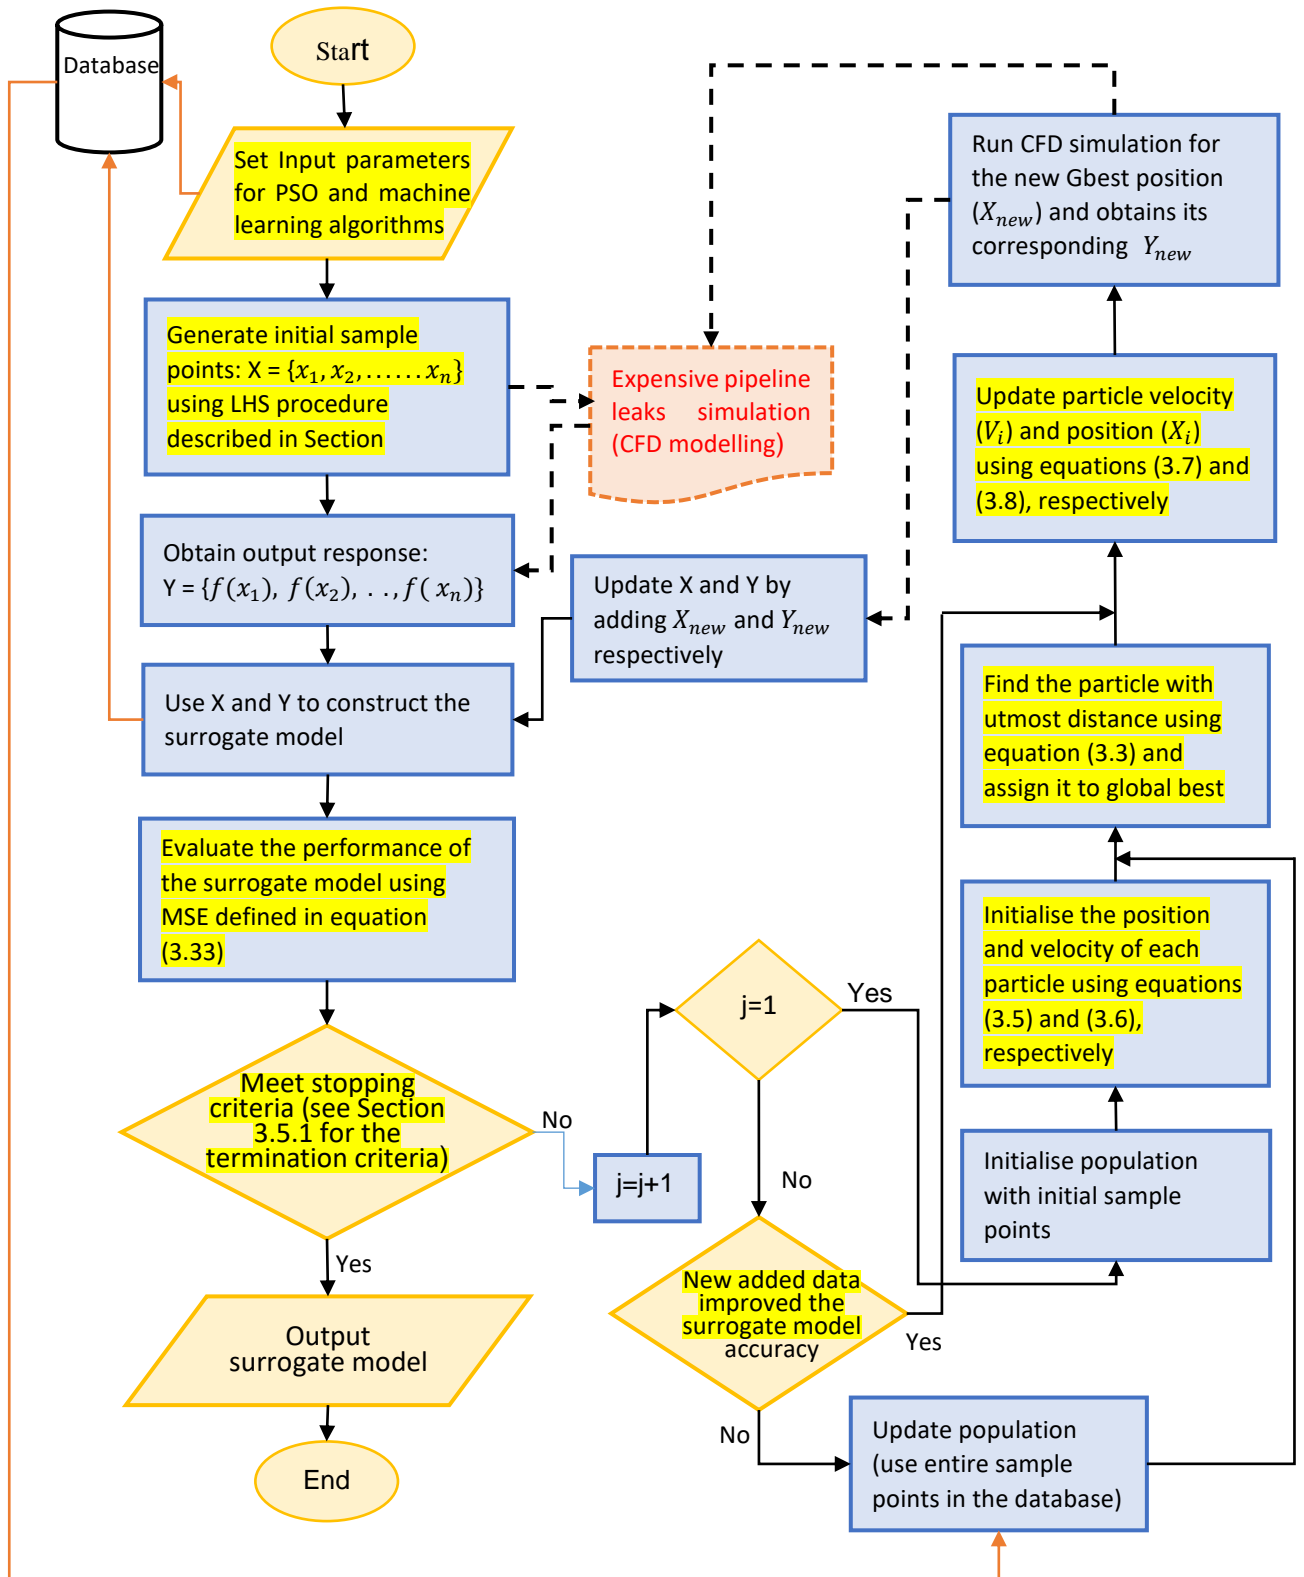 Database
Start
Set Input parameters
for PSO and machine
learning algorithms
Generate initial sample
points: X = {x₁, x₂, ...... xₙ}
using LHS procedure
described in Section
Expensive pipeline
leaks simulation
(CFD modelling)
Obtain output response:
Y = {f(x₁), f(x₂), . . , f( xₙ)}
Update X and Y by
adding Xₙₑw and Yₙₑw
respectively
Use X and Y to construct the
surrogate model
Evaluate the performance of
the surrogate model using
MSE defined in equation
(3.33)
Meet stopping
criteria (see Section
3.5.1 for the
termination criteria)
No
Yes
Output
surrogate model
End
j=j+1
j=1
Yes
No
New added data
improved the
surrogate model
accuracy
Yes
No
Update population
(use entire sample
points in the database)
Run CFD simulation for
the new Gbest position
(Xₙₑw) and obtains its
corresponding Yₙₑw
Update particle velocity
(Vᵢ) and position (Xᵢ)
using equations (3.7) and
(3.8), respectively
Find the particle with
utmost distance using
equation (3.3) and
assign it to global best
Initialise the position
and velocity of each
particle using equations
(3.5) and (3.6),
respectively
Initialise population
with initial sample
points